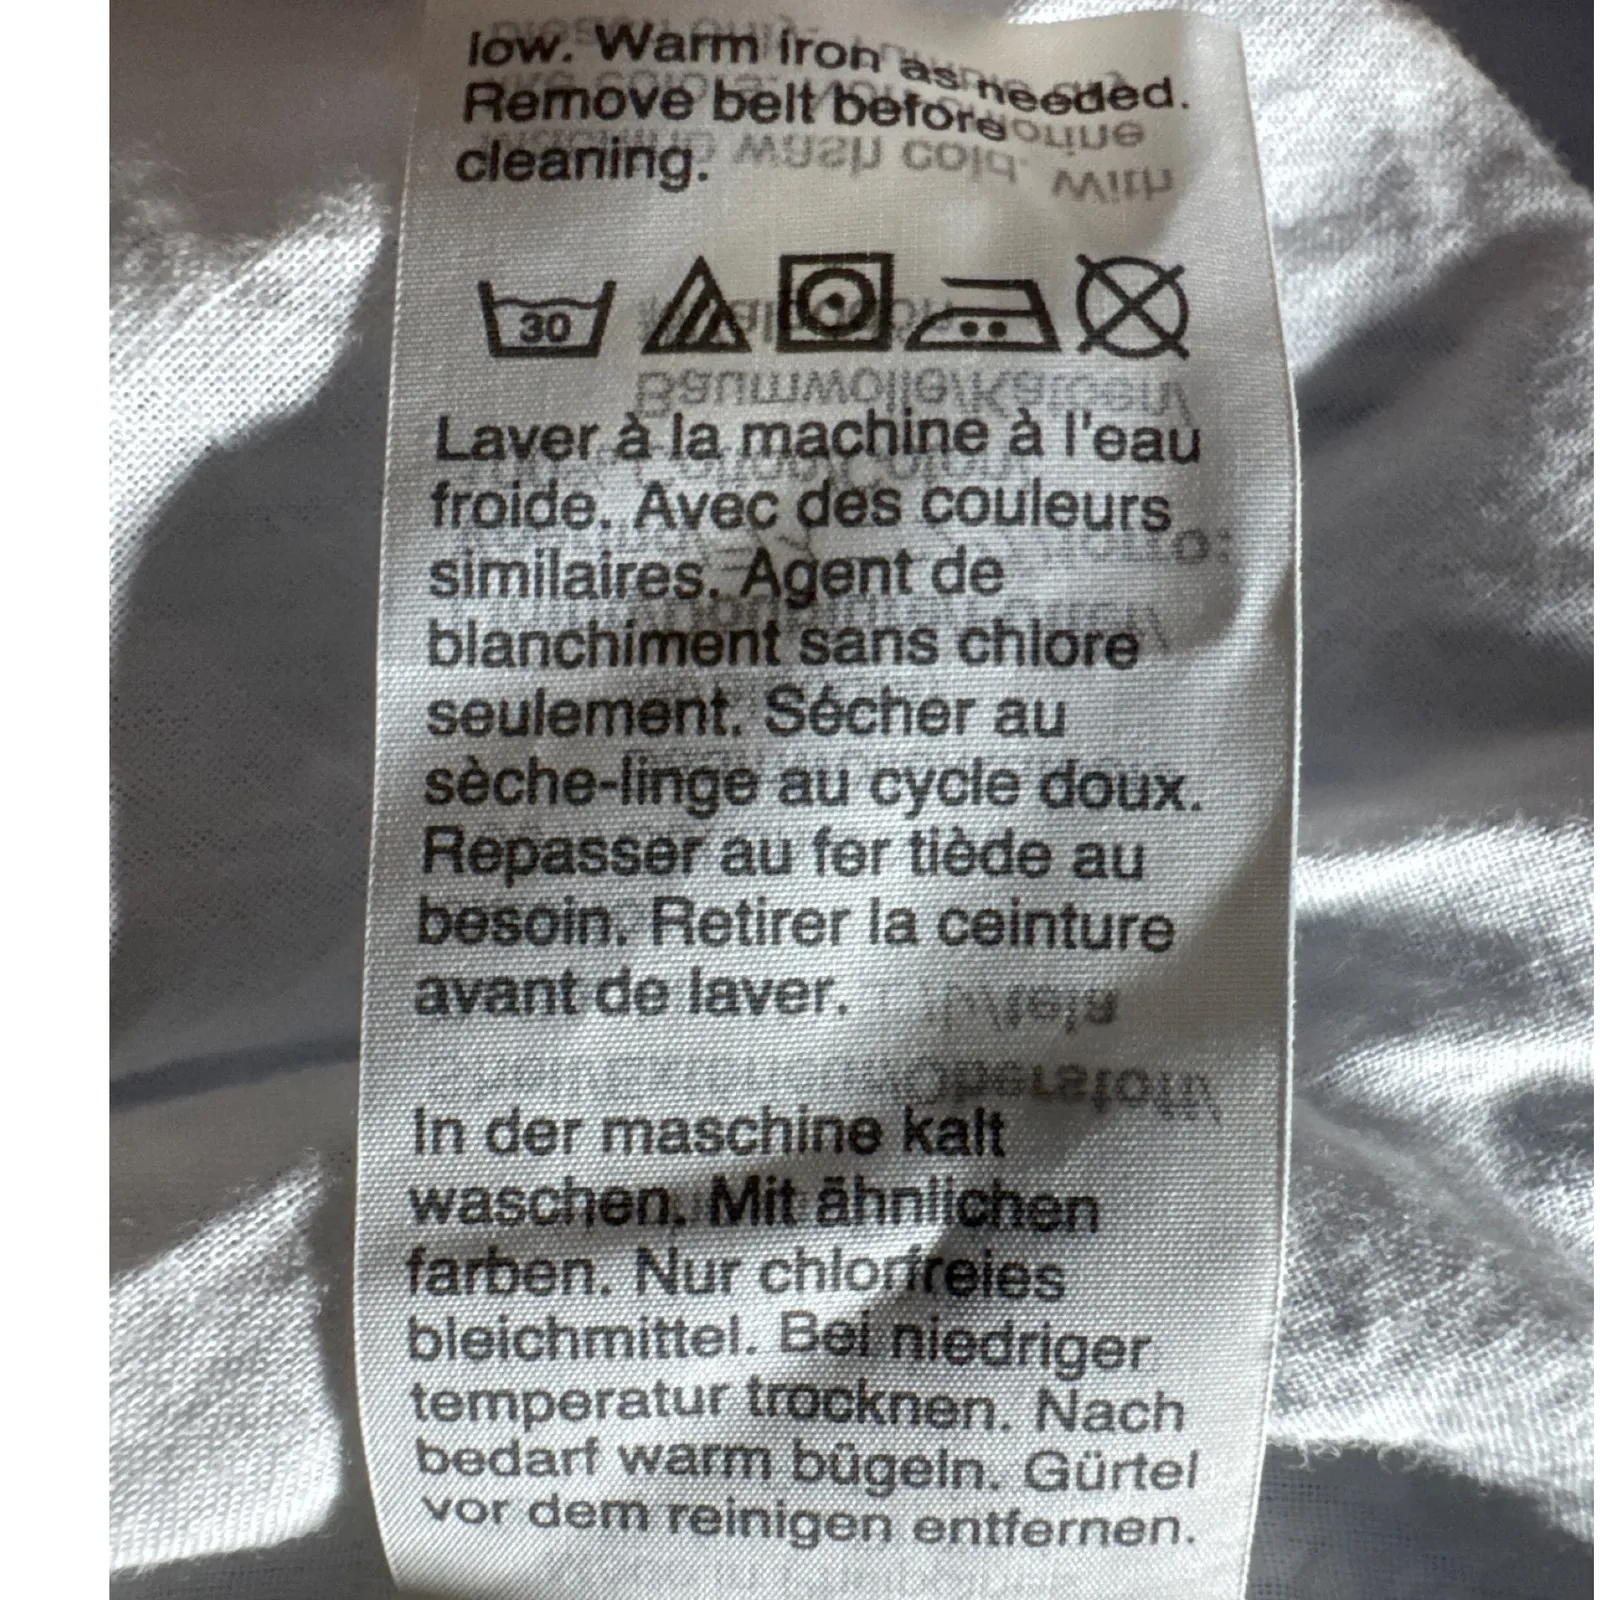 low. Warm iron as needed.
Remove belt before
cleaning.
30
Laver à la machine à l'eau
froide. Avec des couleurs
similaires. Agent de
blanchiment sans chlore
seulement. Sécher au
sèche-linge au cycle doux.
Repasser au fer tiède au
besoin. Retirer la ceinture
avant de laver.
In der maschine kalt
waschen. Mit ähnlichen
farben. Nur chlorfreies
bleichmittel. Bei niedriger
temperatur trocknen. Nach
bedarf warm bügeln. Gürtel
vor dem reinigen entfernen.